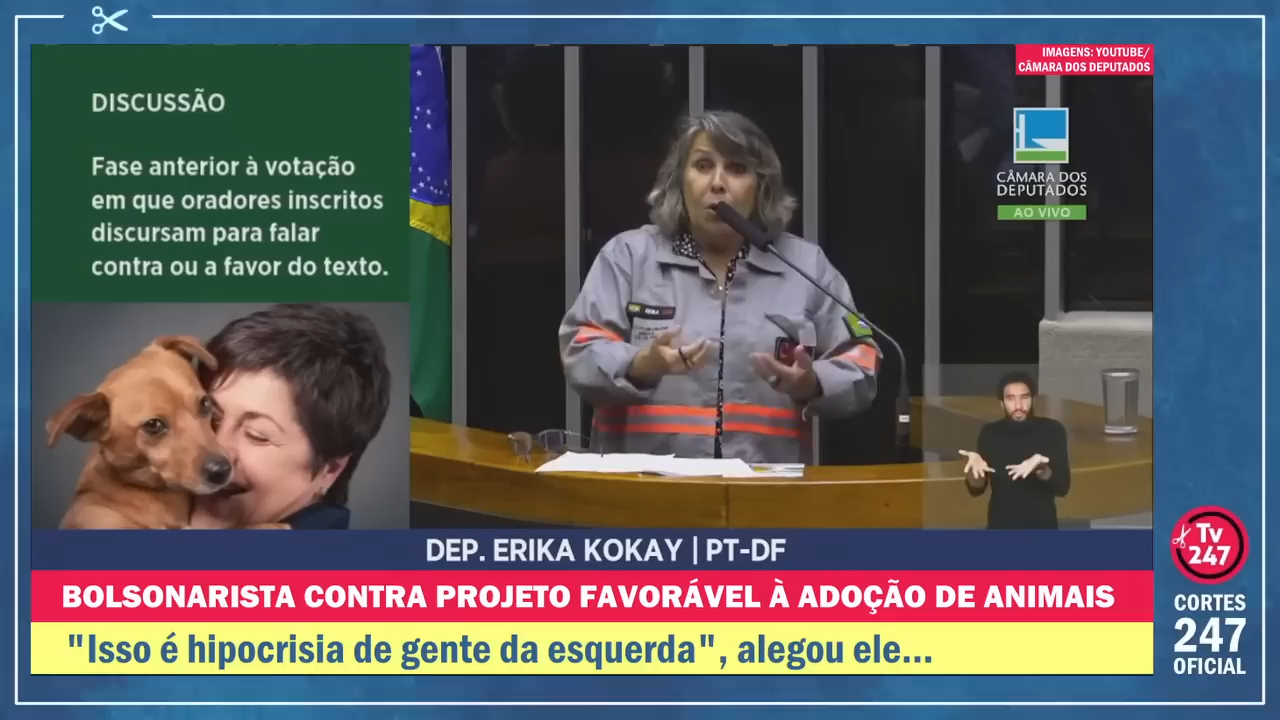 IMAGENS: YOUTUBE/
CÂMARA DOS DEPUTADOS
DISCUSSÃO
Fase anterior à votação
em que oradores inscritos
discursam para falar
contra ou a favor do texto.
CÂMARA DOS
DEPUTADOS
AO VIVO
DEP. ERIKA KOKAY | PT-DF
BOLSONARISTA CONTRA PROJETO FAVORÁVEL À ADOÇÃO DE ANIMAIS
"Isso é hipocrisia de gente da esquerda", alegou ele...
Tv
247
CORTES
247
OFICIAL